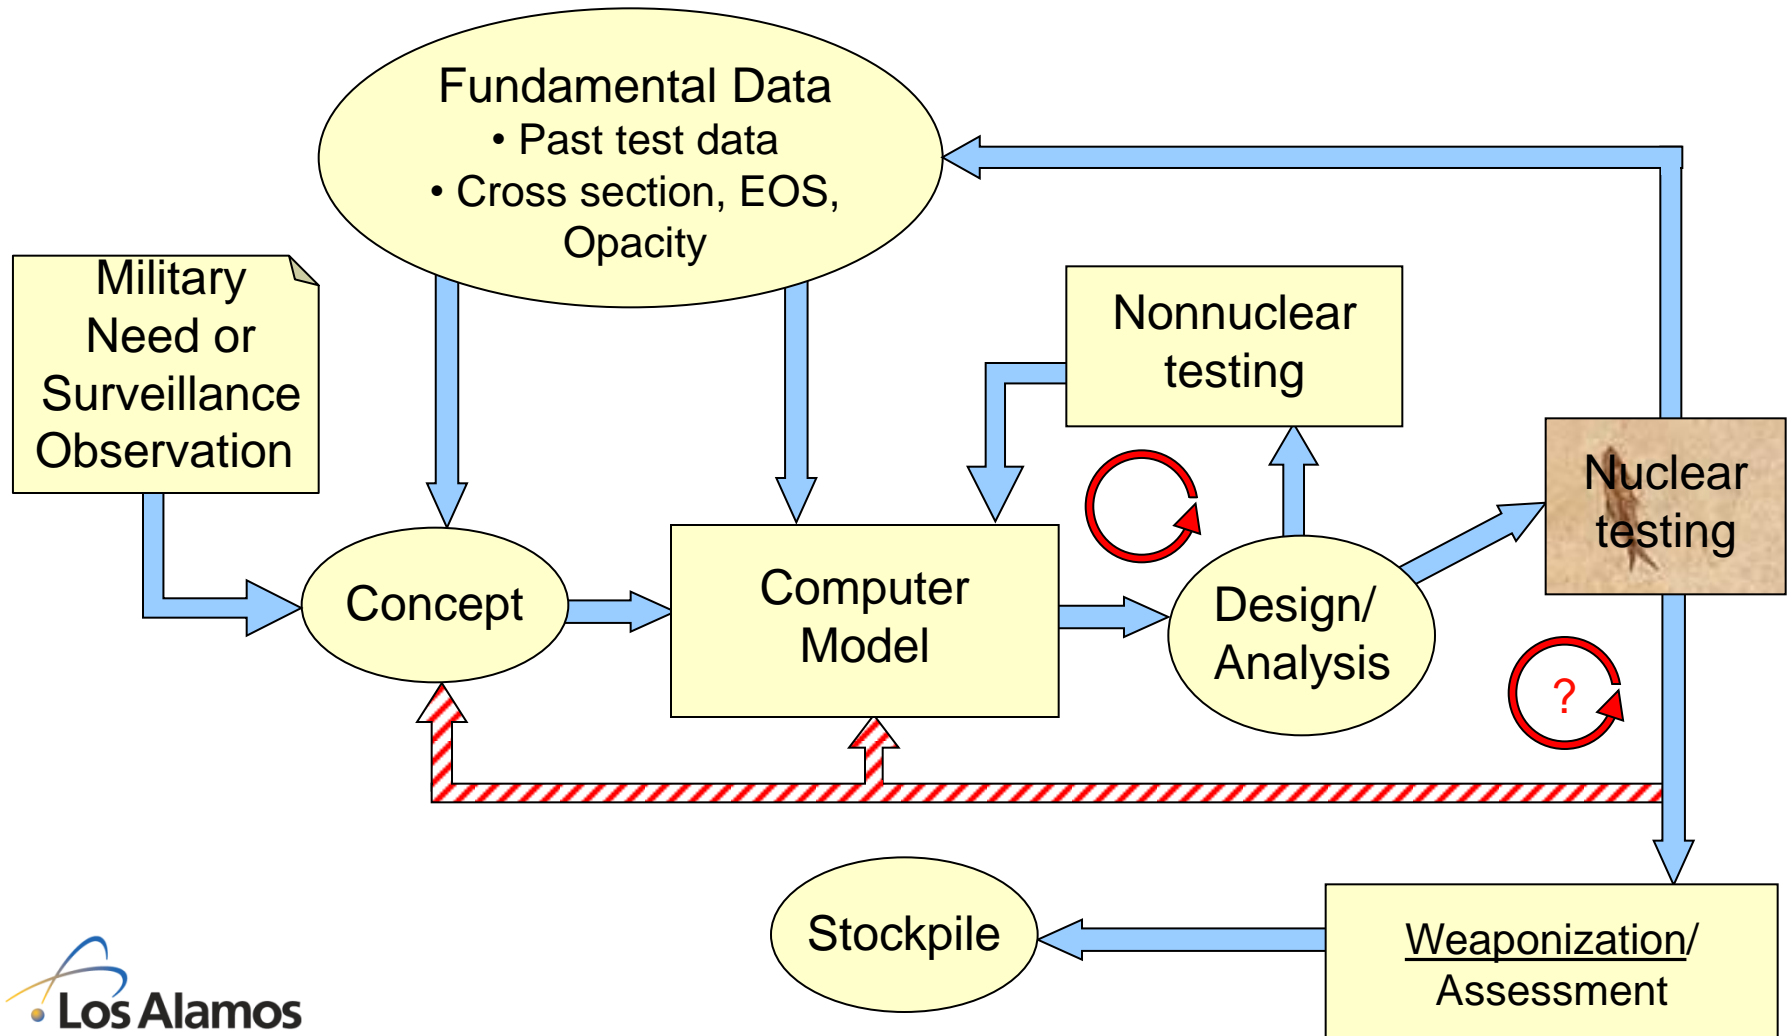 Fundamental Data
• Past test data
• Cross section, EOS,
Opacity
Military
Need or
Surveillance
Observation
Nonnuclear
testing
Nuclear
testing
Concept
Computer
Model
Design/
Analysis
?
Stockpile
Weaponization/
Assessment
Los Alamos